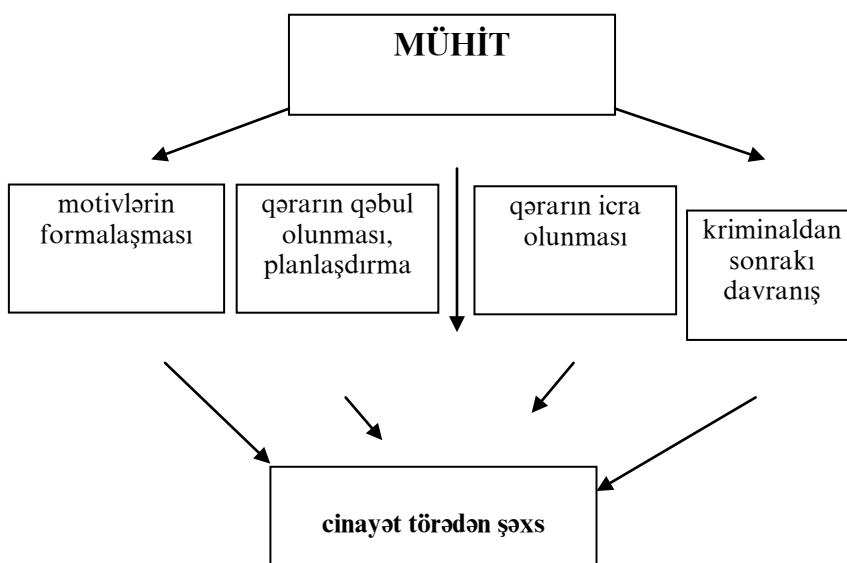 MÜHİT
motivlərin
formalaşması
qərarın qəbul
olunması,
planlaşdırma
qərarın icra
olunması
kriminaldan
sonrakı
davranış
cinayət törədən şəxs